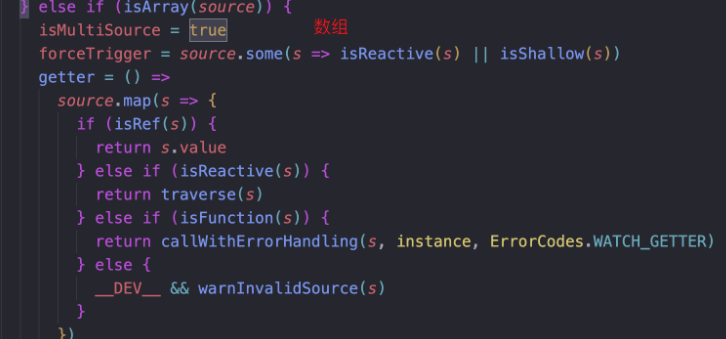 } else if (isArray(source)) {
isMultiSource = true 数组
forceTrigger = source.some(s => isReactive(s) || isShallow(s))
getter = () =>
source.map(s => {
if (isRef(s)) {
return s.value
} else if (isReactive(s)) {
return traverse(s)
} else if (isFunction(s)) {
return callWithErrorHandling(s, instance, ErrorCodes.WATCH_GETTER)
} else {
__DEV__ && warnInvalidSource(s)
}
})